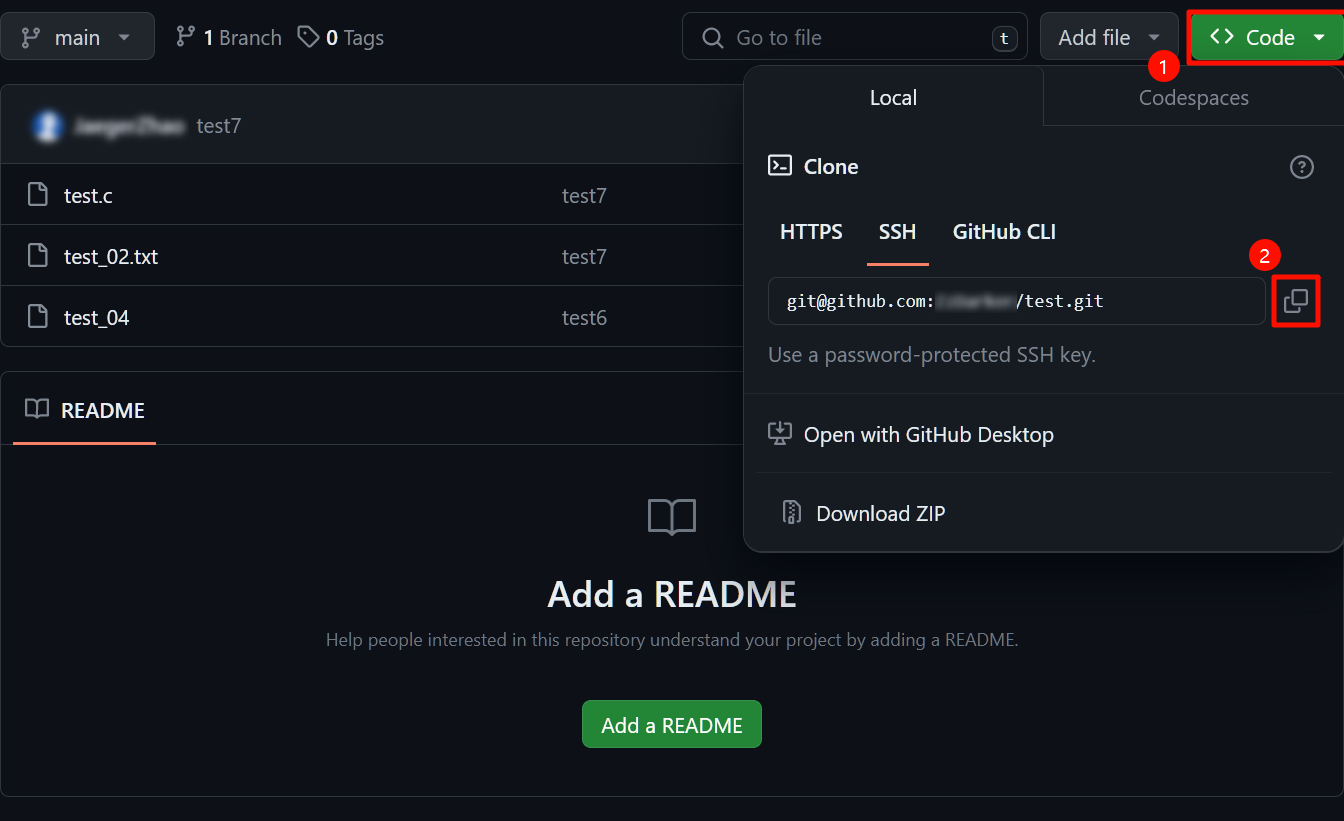 main
1 Branch
0 Tags
Go to file
t
Add file
Code
1
Local
Codespaces
test7
test.c
test7
test_02.txt
test7
test_04
test6
Clone
HTTPS
SSH
GitHub CLI
2
git@github.com: /test.git
Use a password-protected SSH key.
Open with GitHub Desktop
Download ZIP
README
Add a README
Help people interested in this repository understand your project by adding a README.
Add a README